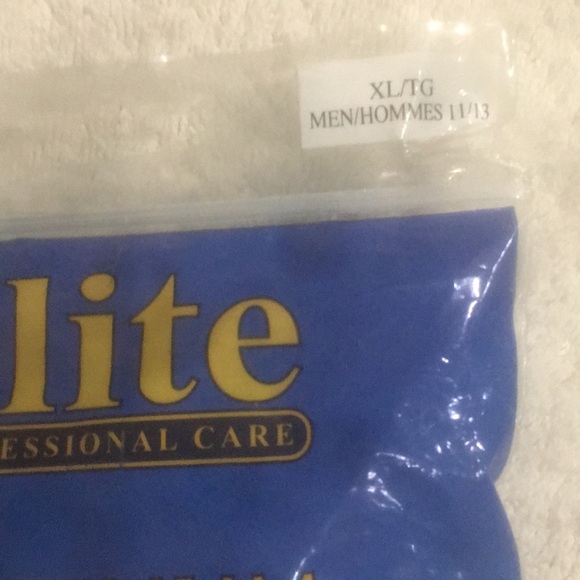 XL/TG
MEN/HOMMES 11/13
lite
ESSIONAL CARE